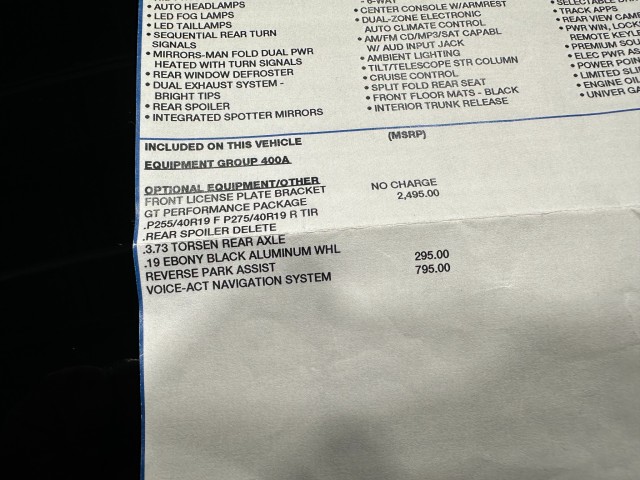 • AUTO HEADLAMPS
• LED FOG LAMPS
• LED TAILLAMPS
• SEQUENTIAL REAR TURN
SIGNALS
• MIRRORS-MAN FOLD DUAL PWR
HEATED WITH TURN SIGNALS
• REAR WINDOW DEFROSTER
• DUAL EXHAUST SYSTEM -
BRIGHT TIPS
• REAR SPOILER
• INTEGRATED SPOTTER MIRRORS
6-WAY
• CENTER CONSOLE W/ARMREST
• DUAL-ZONE ELECTRONIC
AUTO CLIMATE CONTROL
• AM/FM CD/MP3/SAT CAPABL
W/ AUD INPUT JACK
• AMBIENT LIGHTING
• TILT/TELESCOPE STR COLUMN
• CRUISE CONTROL
• SPLIT FOLD REAR SEAT
• FRONT FLOOR MATS - BLACK
• INTERIOR TRUNK RELEASE
• TRACK APPS
• REAR VIEW CAM
• PWR WIN, LOCK
REMOTE KEYL
• PREMIUM SOU
• ELEC PWR AS
• POWER POIN
• LIMITED SLI
• ENGINE OIL
• UNIVER GA
INCLUDED ON THIS VEHICLE (MSRP)
EQUIPMENT GROUP 400A
OPTIONAL EQUIPMENT/OTHER
FRONT LICENSE PLATE BRACKET NO CHARGE
GT PERFORMANCE PACKAGE 2,495.00
.P255/40R19 F P275/40R19 R TIR
.REAR SPOILER DELETE
.3.73 TORSEN REAR AXLE
.19 EBONY BLACK ALUMINUM WHL
REVERSE PARK ASSIST 295.00
VOICE-ACT NAVIGATION SYSTEM 795.00